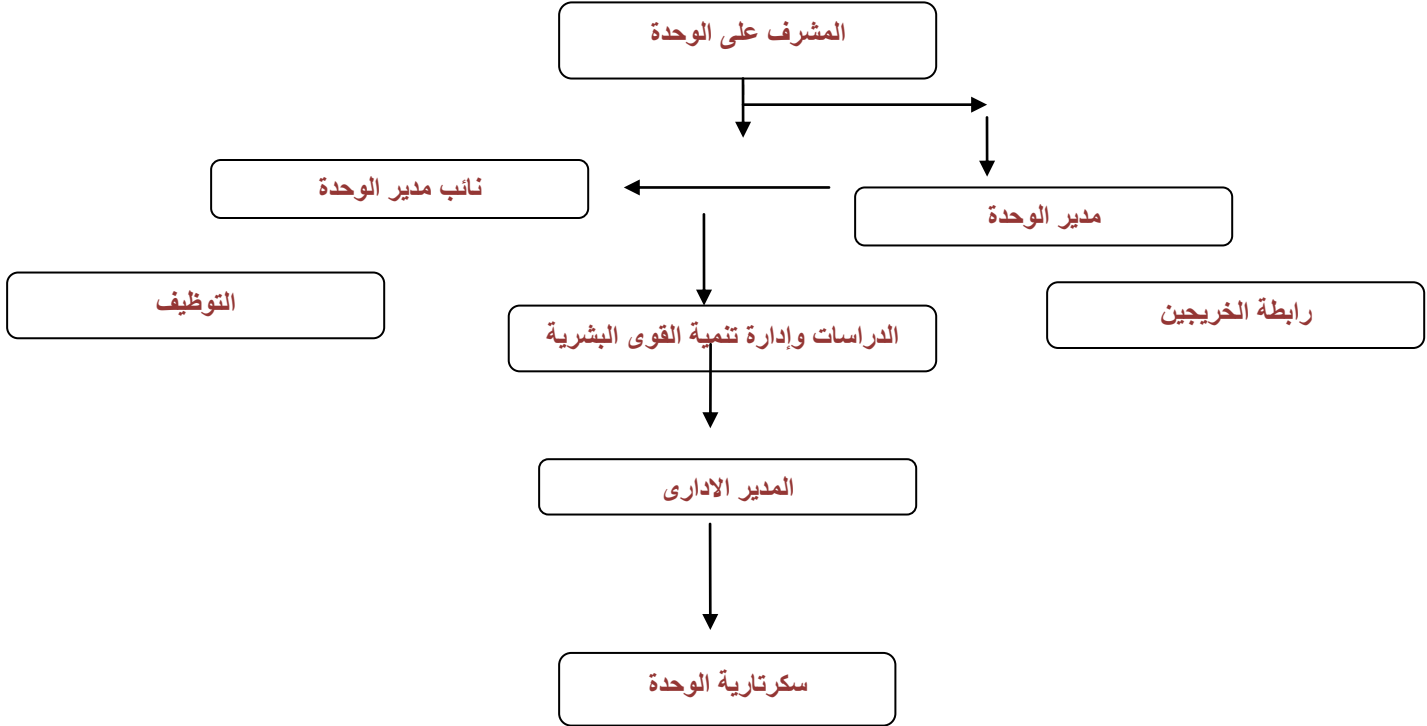 المشرف على الوحدة
نائب مدير الوحدة
مدير الوحدة
التوظيف
رابطة الخريجين
الدراسات وإدارة تنمية القوى البشرية
المدير الادارى
سكرتارية الوحدة